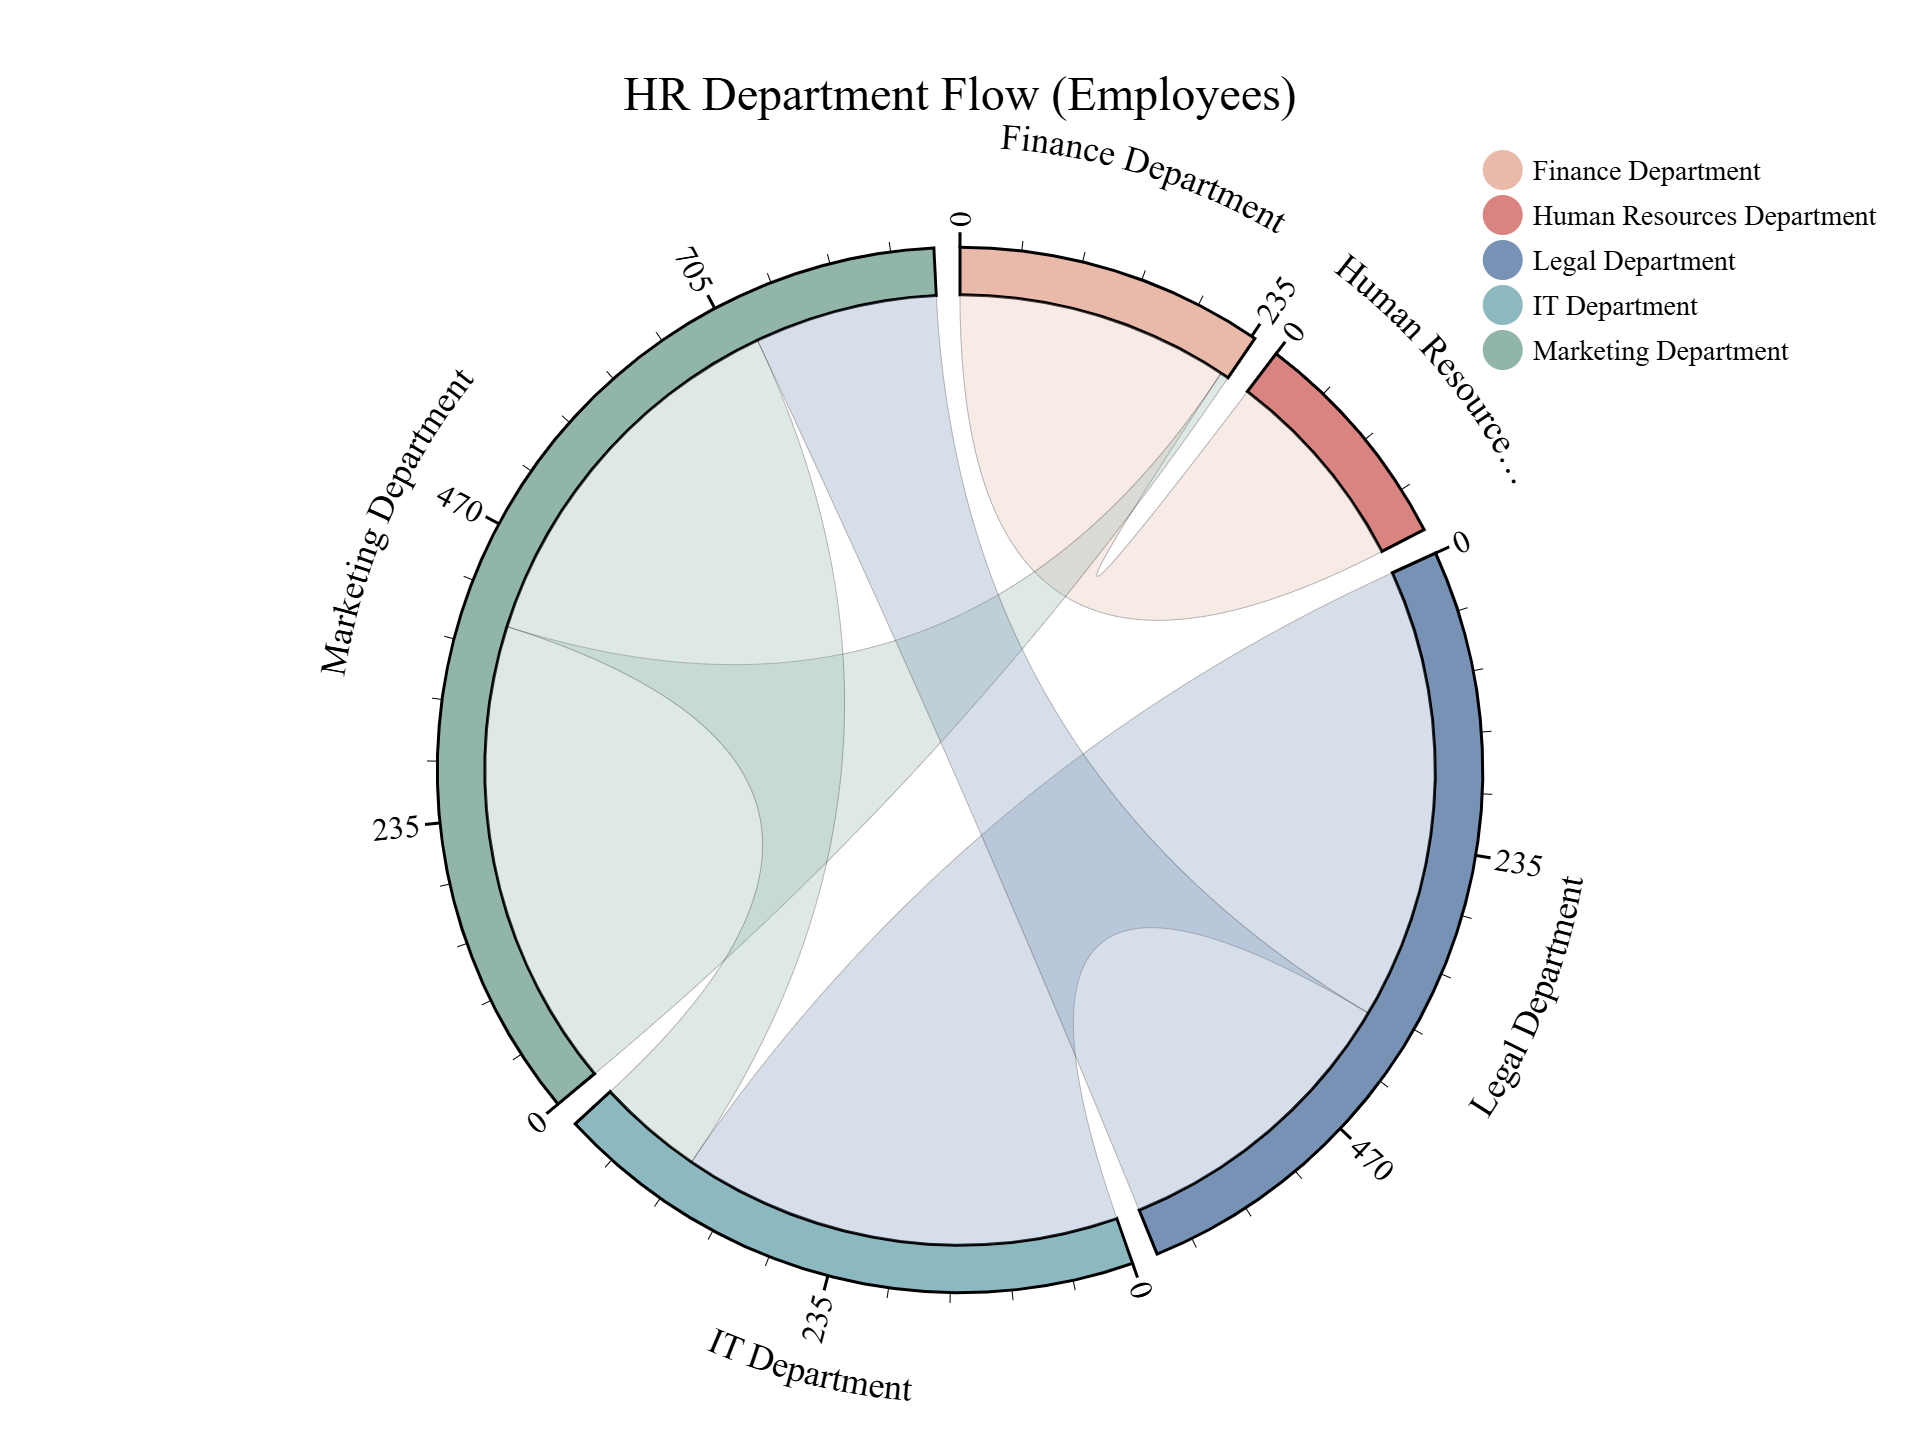 HR Department Flow (Employees)
Finance Department
Human Resources Department
Legal Department
IT Department
Marketing Department
Finance Department
0
235
Human Resource…
0
Legal Department
0
235
470
IT Department
0
235
Marketing Department
0
235
470
705